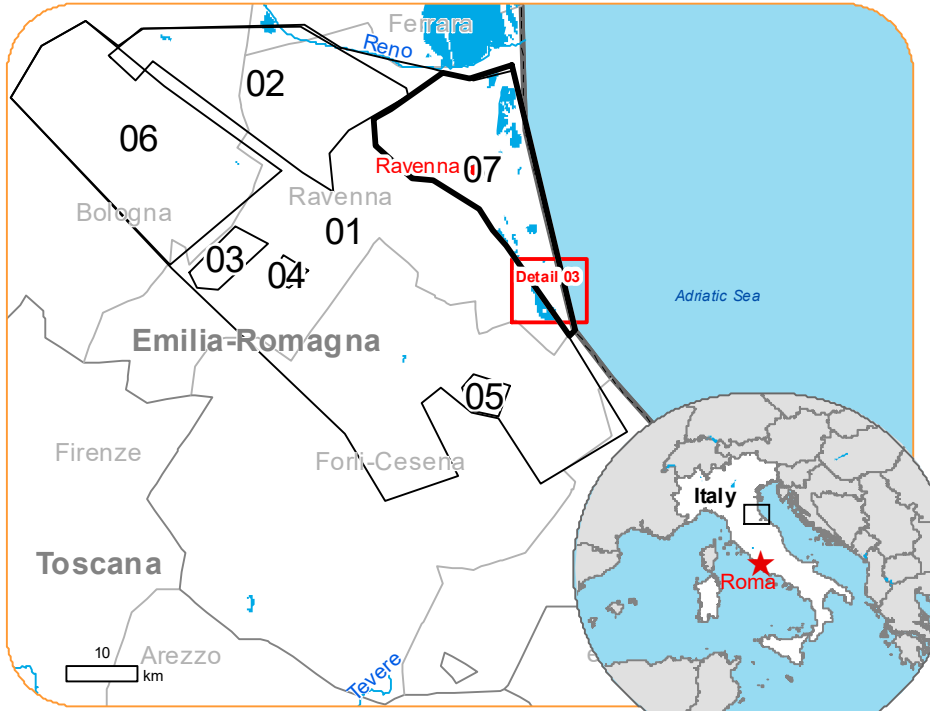 Ferrara
Reno
02
06
Ravenna
07
Ravenna
Bologna
01
03
04
Detail 03
Adriatic Sea
Emilia-Romagna
05
Firenze
Forlì-Cesena
Italy
Toscana
Roma
10
km
Arezzo
Tevere